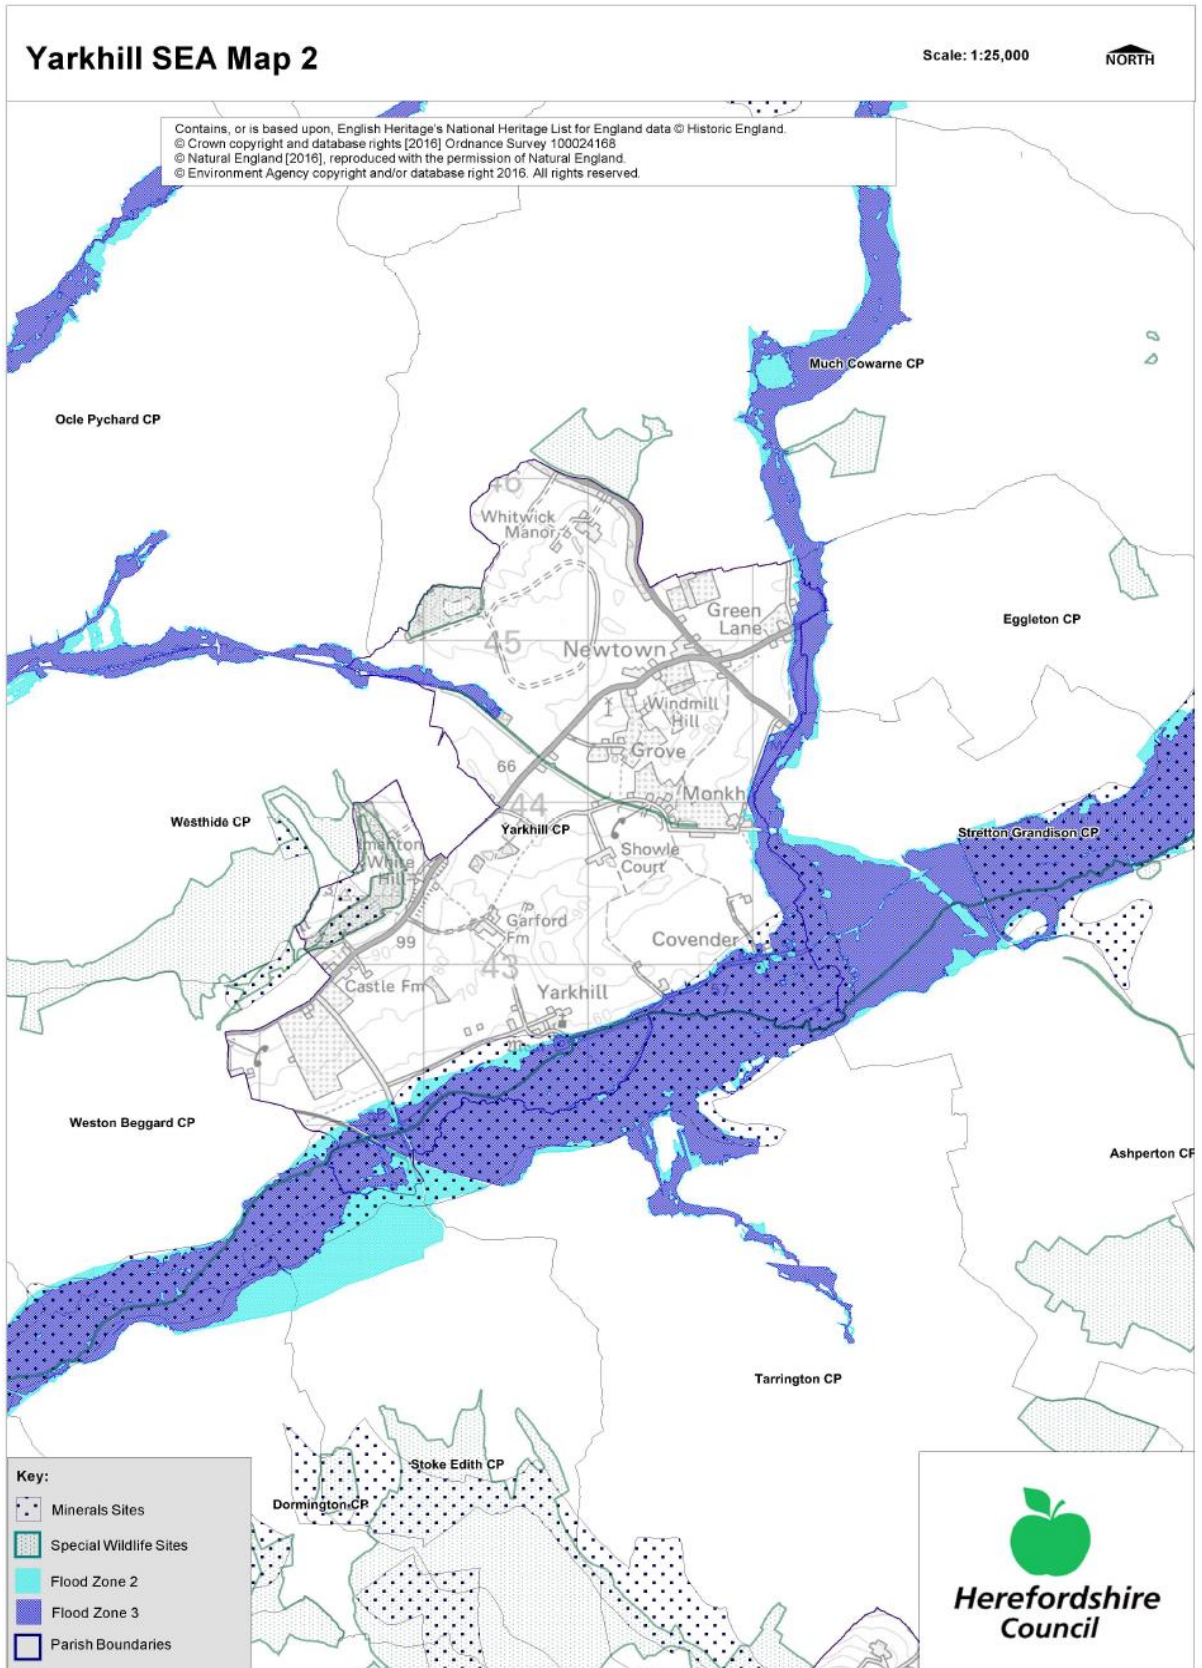 Yarkhill SEA Map 2
Scale: 1:25,000
NORTH
Contains, or is based upon, English Heritage's National Heritage List for England data © Historic England.
© Crown copyright and database rights [2016] Ordnance Survey 100024168
© Natural England [2016], reproduced with the permission of Natural England.
© Environment Agency copyright and/or database right 2016. All rights reserved.
Much Cowarne CP
Ocle Pychard CP
46
Whitwick
Manor
Green
Lane
Eggleton CP
45
Newtown
Windmill
Hill
1
Grove
66
Monkh
44
Westhide CP
Yarkhill CP
Stretton Grandison CP
White
Hill
Showle
Court
Garford
Fm
99
90
Covender
43
Castle Fm
70
Yarkhill
60
Weston Beggard CP
Ashperton CP
Tarrington CP
Stoke Edith CP
Dormington CP
Key:
Minerals Sites
Special Wildlife Sites
Flood Zone 2
Flood Zone 3
Parish Boundaries
Herefordshire
Council